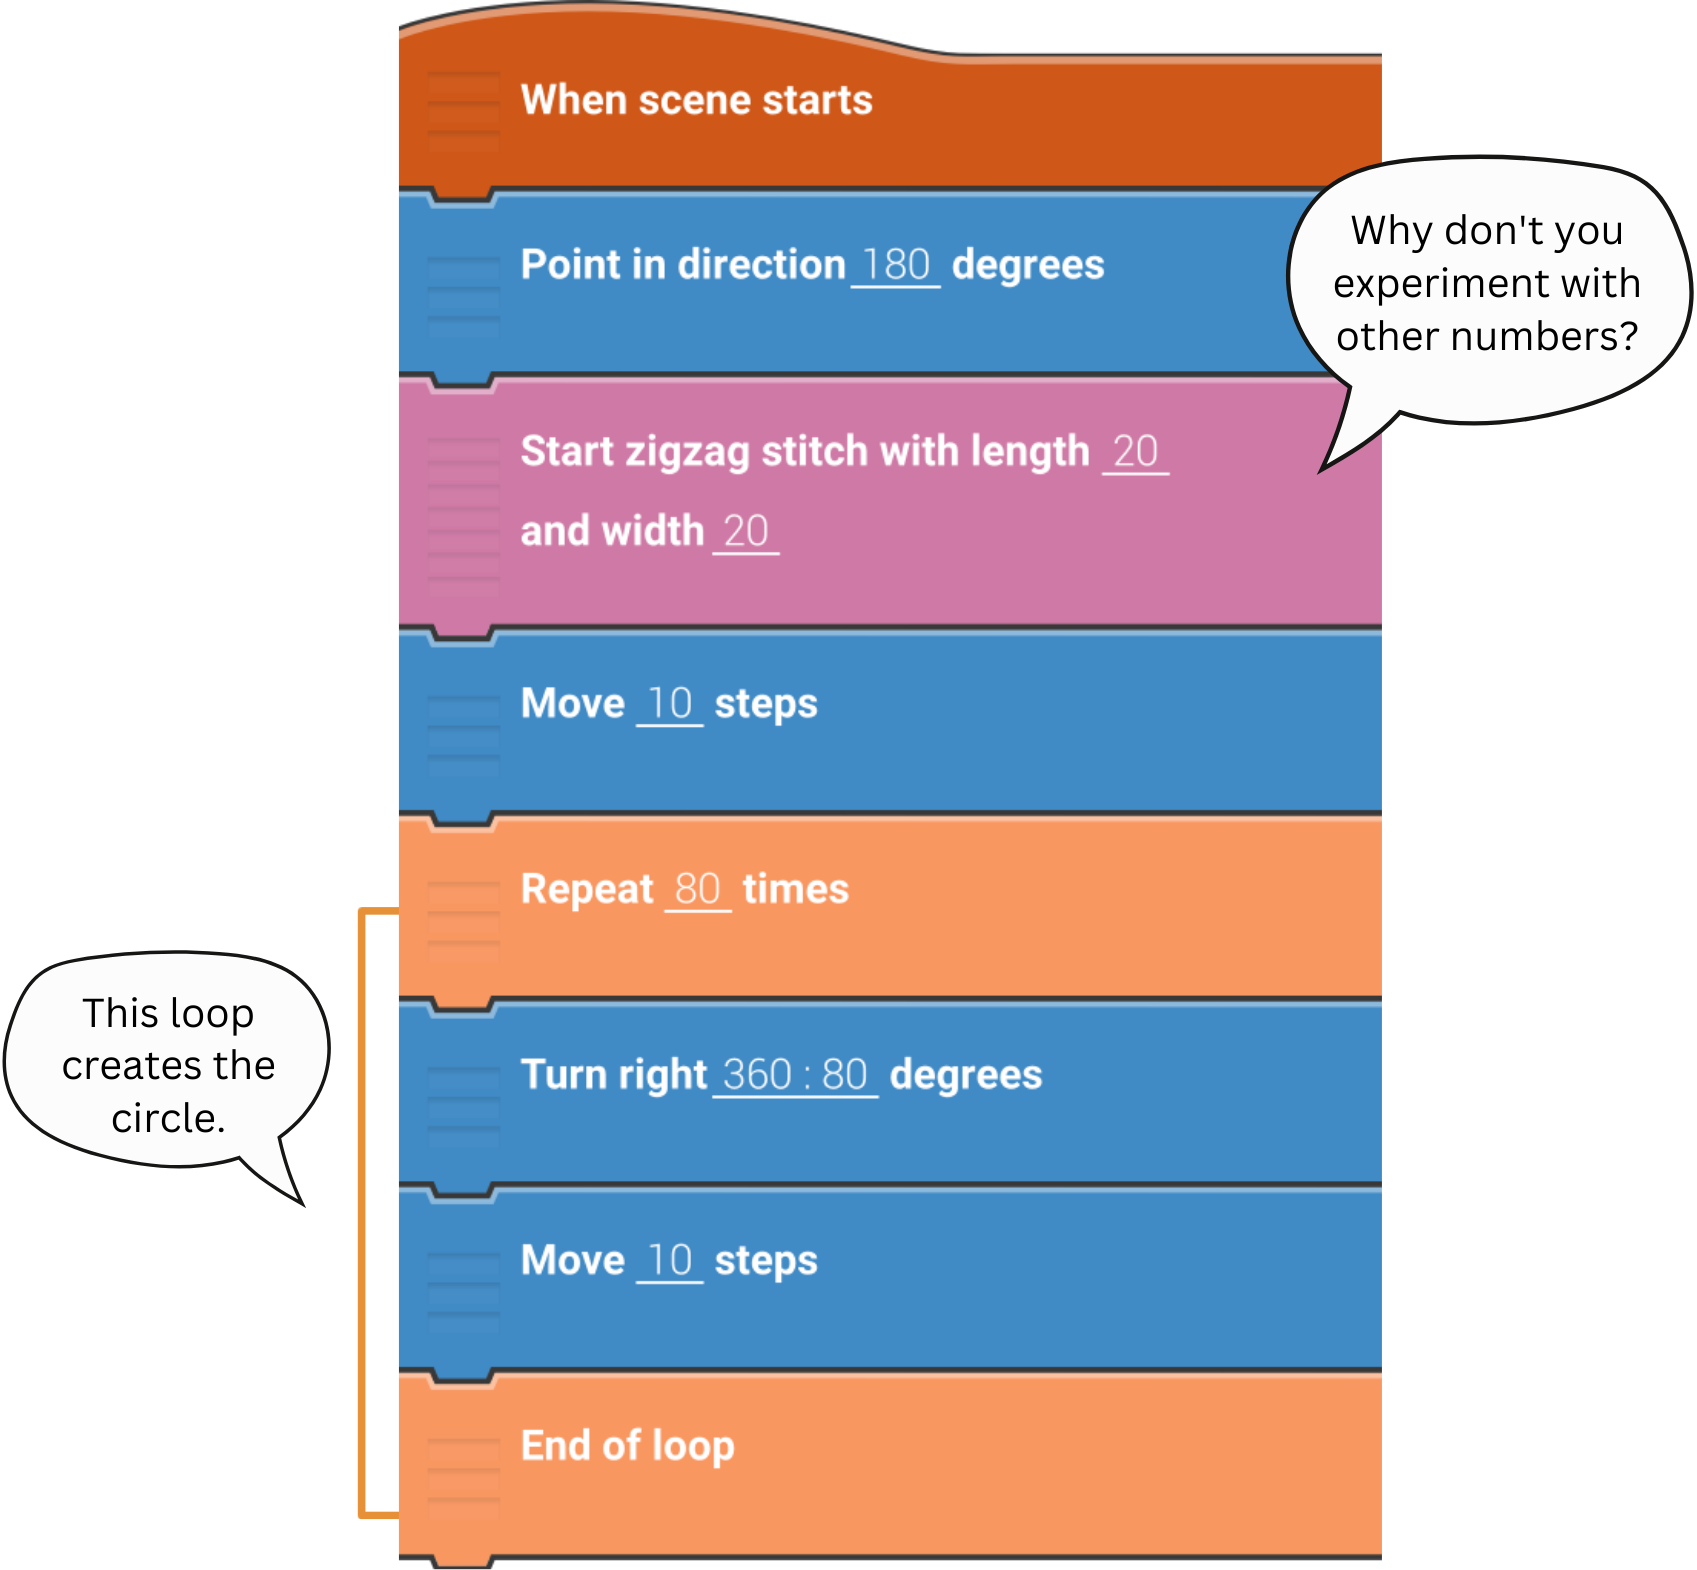 When scene starts
Point in direction 180 degrees
Why don't you
experiment with
other numbers?
Start zigzag stitch with length 20
and width 20
Move 10 steps
Repeat 80 times
This loop
creates the
circle.
Turn right 360 : 80 degrees
Move 10 steps
End of loop